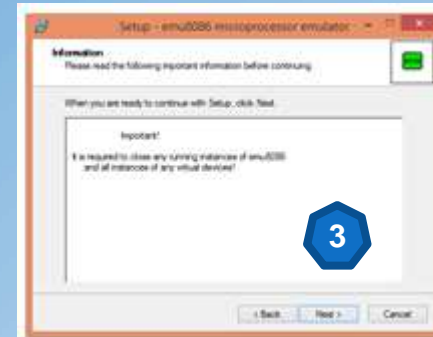 Setup - emu8086 microprocessor emulator
Information
Please read the following important information before continuing.
When you are ready to continue with Setup, click Next.
Important!
It is required to close any running instances of emu8086
and all instances of any virtual devices!
3
< Back
Next >
Cancel